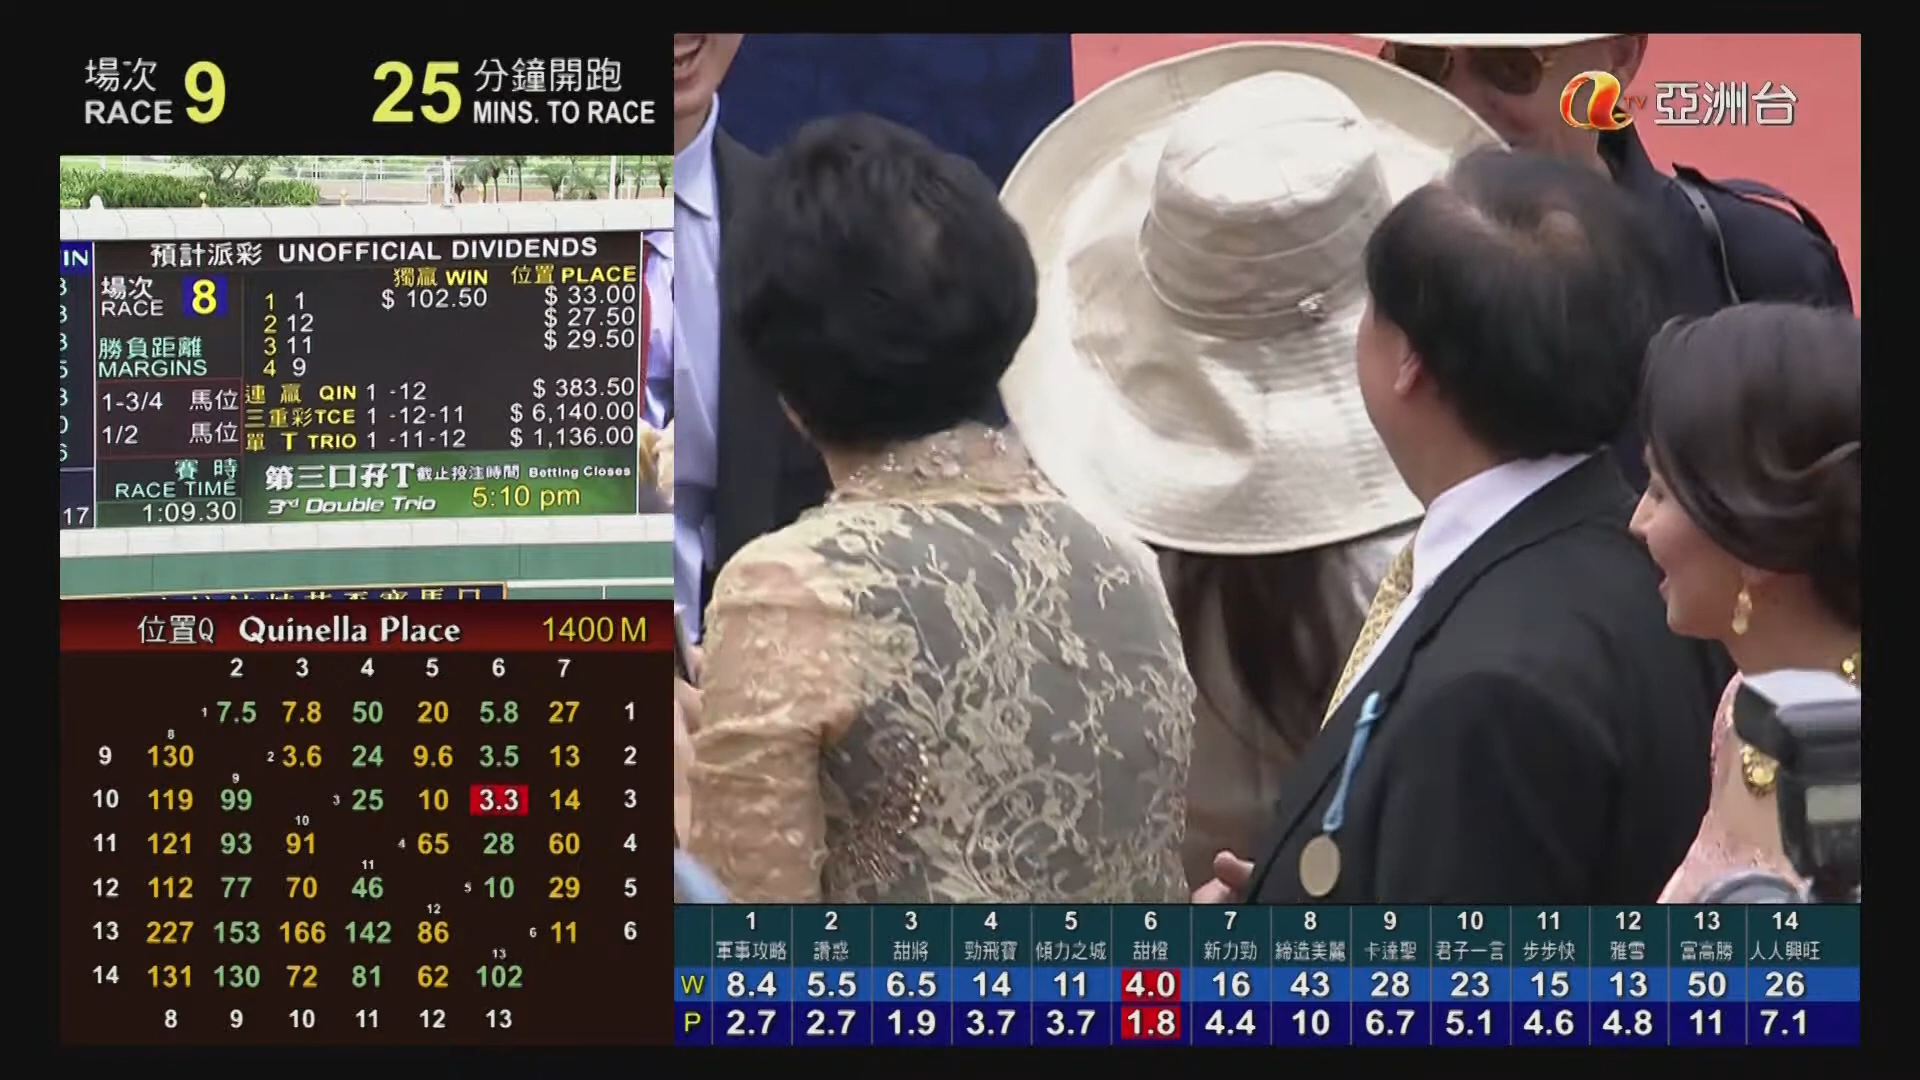 場次 RACE 9
25 分鐘開跑 MINS. TO RACE
TV 亞洲台
IN
17
預計派彩 UNOFFICIAL DIVIDENDS
獨贏 WIN 位置 PLACE
場次 RACE 8
1 1 $ 102.50 $ 33.00
2 12 $ 27.50
3 11 $ 29.50
4 9
勝負距離
MARGINS
1-3/4 馬位
1/2 馬位
連贏 QIN 1 -12 $ 383.50
三重彩 TCE 1 -12-11 $ 6,140.00
單T TRIO 1 -11-12 $ 1,136.00
賽時
RACE TIME
1:09.30
第三口孖T 截止投注時間 Betting Closes
3rd Double Trio 5:10 pm
位置Q Quinella Place 1400M
2 3 4 5 6 7
1 7.5 7.8 50 20 5.8 27 1
8
9 130 2 3.6 24 9.6 3.5 13 2
9
10 119 99 3 25 10 3.3 14 3
10
11 121 93 91 4 65 28 60 4
11
12 112 77 70 46 5 10 29 5
12
13 227 153 166 142 86 6 11 6
13
14 131 130 72 81 62 102
8 9 10 11 12 13
1 2 3 4 5 6 7 8 9 10 11 12 13 14
軍事攻略 讚惑 甜將 勁飛寶 傾力之城 甜橙 新力勁 締造美麗 卡達聖 君子一言 步步快 雅雪 富高勝 人人興旺
W 8.4 5.5 6.5 14 11 4.0 16 43 28 23 15 13 50 26
P 2.7 2.7 1.9 3.7 3.7 1.8 4.4 10 6.7 5.1 4.6 4.8 11 7.1